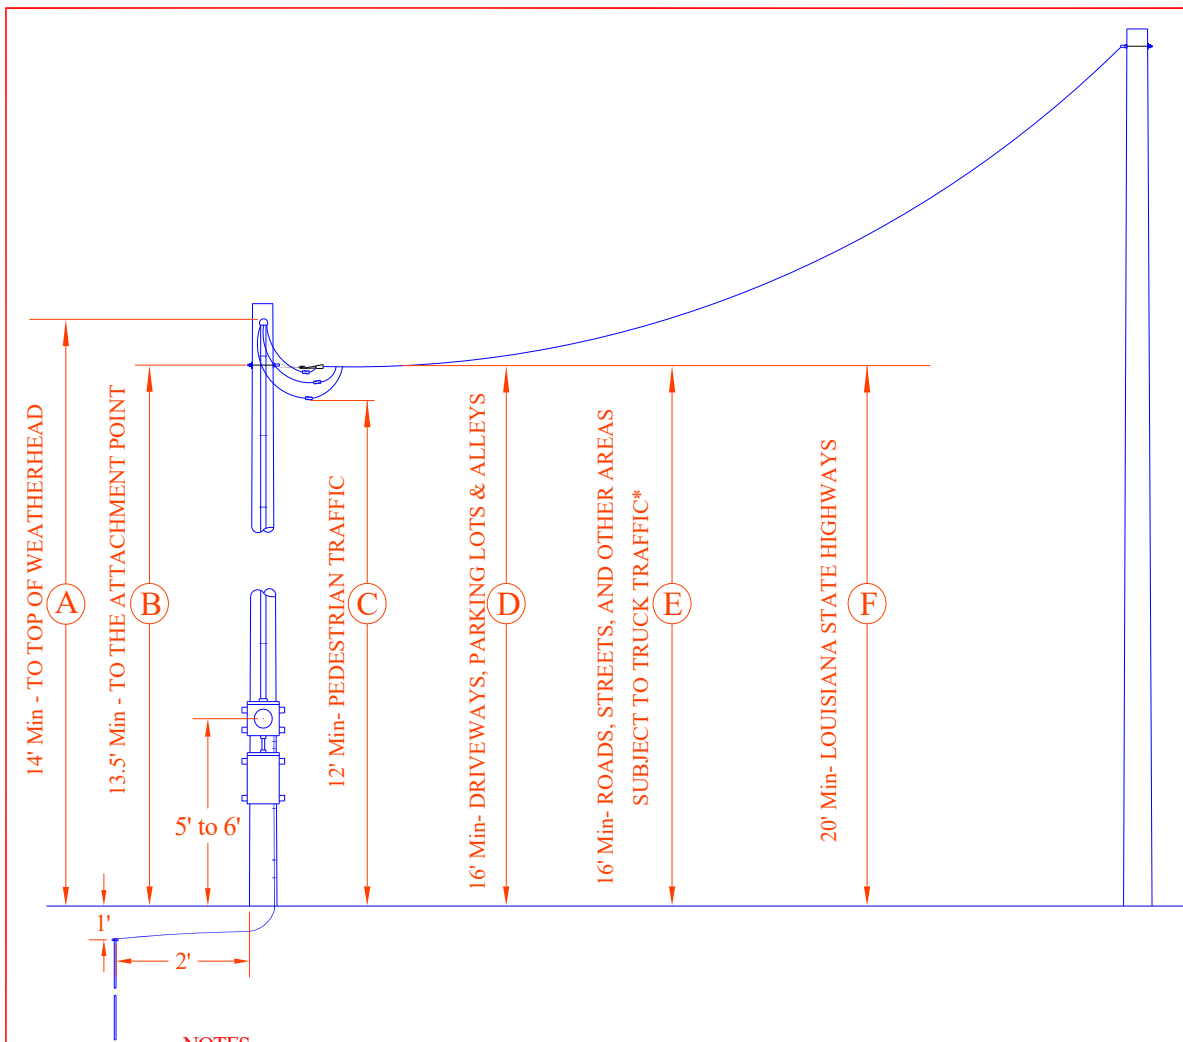 14' Min - TO TOP OF WEATHERHEAD
A
13.5' Min - TO THE ATTACHMENT POINT
B
12' Min- PEDESTRIAN TRAFFIC
C
16' Min- DRIVEWAYS, PARKING LOTS & ALLEYS
D
16' Min- ROADS, STREETS, AND OTHER AREAS
SUBJECT TO TRUCK TRAFFIC*
E
20' Min- LOUISIANA STATE HIGHWAYS
F
5' to 6'
1'
2'
NOTES